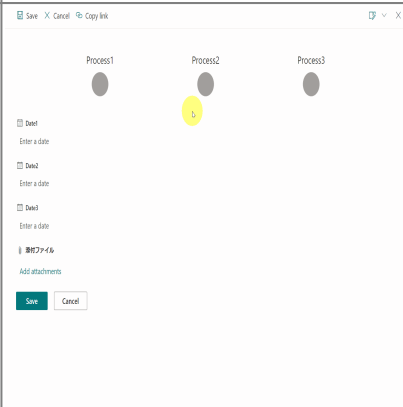 Save Cancel Copy link
Process1 Process2 Process3
Date1
Enter a date
Date2
Enter a date
Date3
Enter a date
添付ファイル
Add attachments
Save Cancel